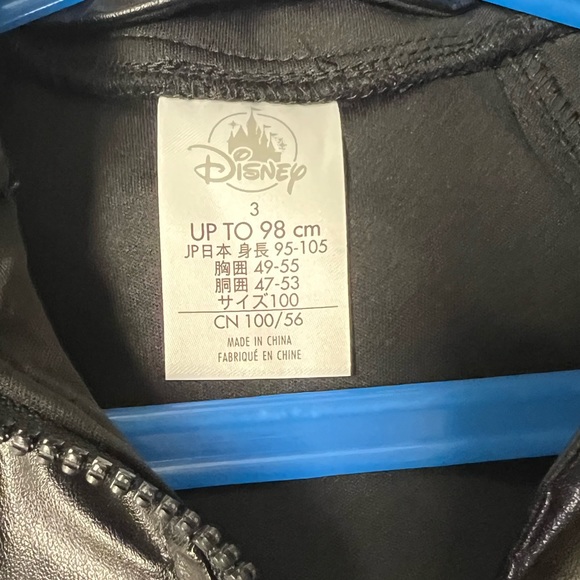 Disney
3
UP TO 98 cm
JP日本 身長 95-105
胸囲 49-55
胴囲 47-53
サイズ100
CN 100/56
MADE IN CHINA
FABRIQUÉ EN CHINE